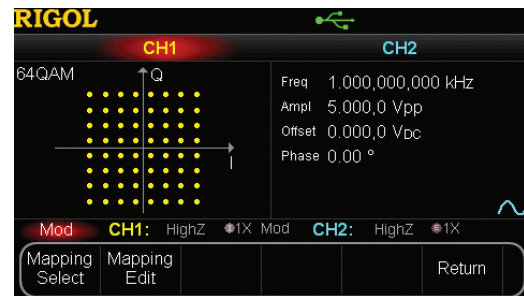 RIGOL
CH1 CH2
64QAM
Q
I
Freq 1.000,000,000 kHz
Ampl 5.000,0 Vpp
Offset 0.000,0 VDC
Phase 0.00 °
Mod CH1: HighZ 1X Mod CH2: HighZ 1X
Mapping Select
Mapping Edit
Return